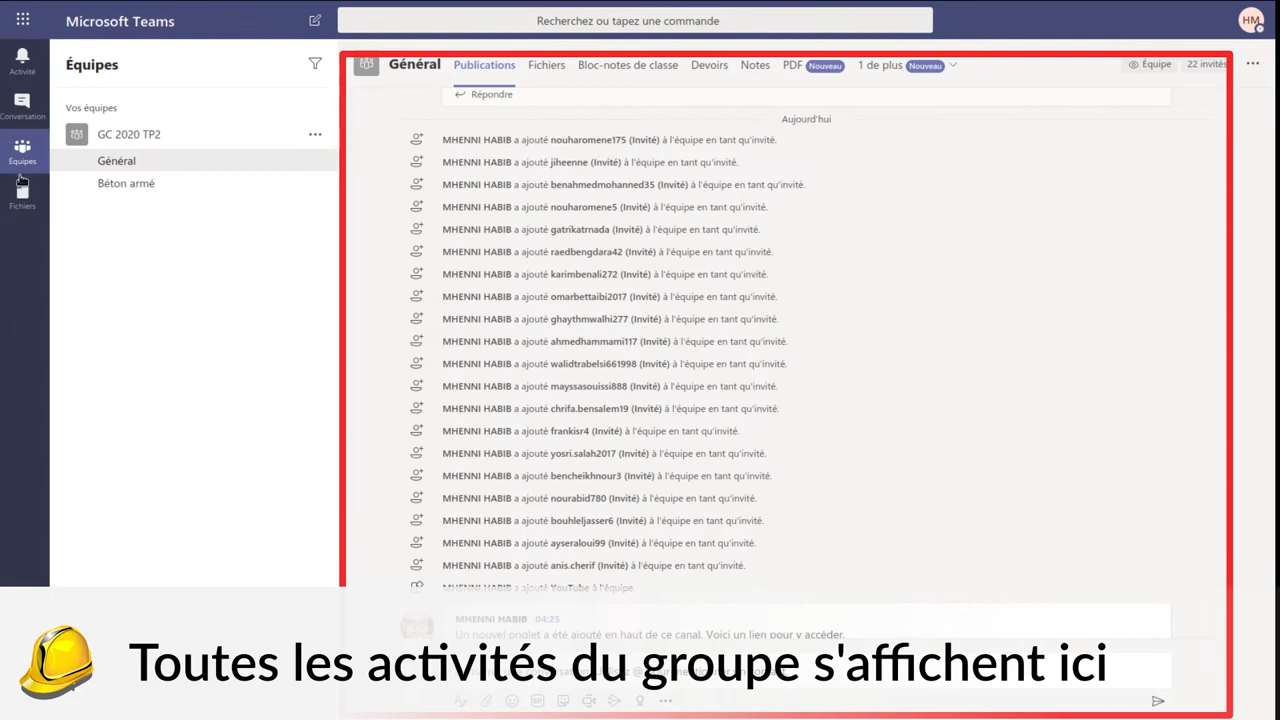 Microsoft Teams
Recherchez ou tapez une commande
HM
Activité
Conversation
Équipes
Fichiers
Équipes
Vos équipes
GC 2020 TP2
Général
Béton armé
Général Publications Fichiers Bloc-notes de classe Devoirs Notes PDF Nouveau 1 de plus Nouveau
Équipe 22 invités
Répondre
Aujourd'hui
MHENNI HABIB a ajouté nouharomene175 (Invité) à l'équipe en tant qu'invité.
MHENNI HABIB a ajouté jiheenne (Invité) à l'équipe en tant qu'invité.
MHENNI HABIB a ajouté benahmedmohanned35 (Invité) à l'équipe en tant qu'invité.
MHENNI HABIB a ajouté nouharomene5 (Invité) à l'équipe en tant qu'invité.
MHENNI HABIB a ajouté gatrikatrnada (Invité) à l'équipe en tant qu'invité.
MHENNI HABIB a ajouté raedbengdara42 (Invité) à l'équipe en tant qu'invité.
MHENNI HABIB a ajouté karimbenali272 (Invité) à l'équipe en tant qu'invité.
MHENNI HABIB a ajouté omarbettaibi2017 (Invité) à l'équipe en tant qu'invité.
MHENNI HABIB a ajouté ghaythmwalhi277 (Invité) à l'équipe en tant qu'invité.
MHENNI HABIB a ajouté ahmedhammami117 (Invité) à l'équipe en tant qu'invité.
MHENNI HABIB a ajouté walidtrabelsi661998 (Invité) à l'équipe en tant qu'invité.
MHENNI HABIB a ajouté mayssasouissi888 (Invité) à l'équipe en tant qu'invité.
MHENNI HABIB a ajouté chrifa.bensalem19 (Invité) à l'équipe en tant qu'invité.
MHENNI HABIB a ajouté frankisr4 (Invité) à l'équipe en tant qu'invité.
MHENNI HABIB a ajouté yosri.salah2017 (Invité) à l'équipe en tant qu'invité.
MHENNI HABIB a ajouté bencheikhnour3 (Invité) à l'équipe en tant qu'invité.
MHENNI HABIB a ajouté nourabid780 (Invité) à l'équipe en tant qu'invité.
MHENNI HABIB a ajouté bouhleljasser6 (Invité) à l'équipe en tant qu'invité.
MHENNI HABIB a ajouté ayseraloui99 (Invité) à l'équipe en tant qu'invité.
MHENNI HABIB a ajouté anis.cherif (Invité) à l'équipe en tant qu'invité.
MHENNI HABIB a ajouté YouTube à l'équipe.
MHENNI HABIB 04:25
Un nouvel onglet a été ajouté en haut de ce canal. Voici un lien pour y accéder.
Toutes les activités du groupe s'affichent ici